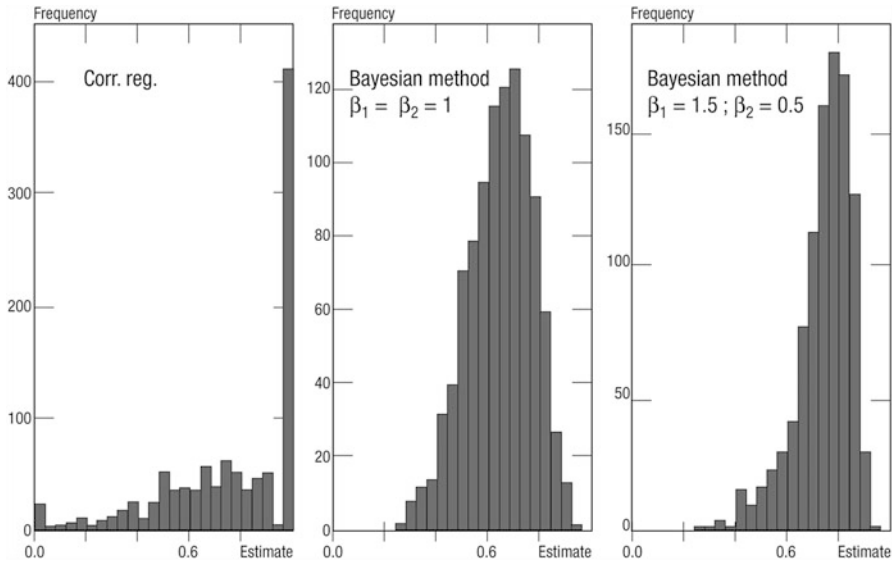 Frequency
Corr. reg.
400
300
200
100
0
0.0
0.6
Estimate
Frequency
Bayesian method
β₁ = β₂ = 1
120
100
80
60
40
20
0
0.0
0.6
Estimate
Frequency
Bayesian method
β₁ = 1.5 ; β₂ = 0.5
150
100
50
0
0.0
0.6
Estimate